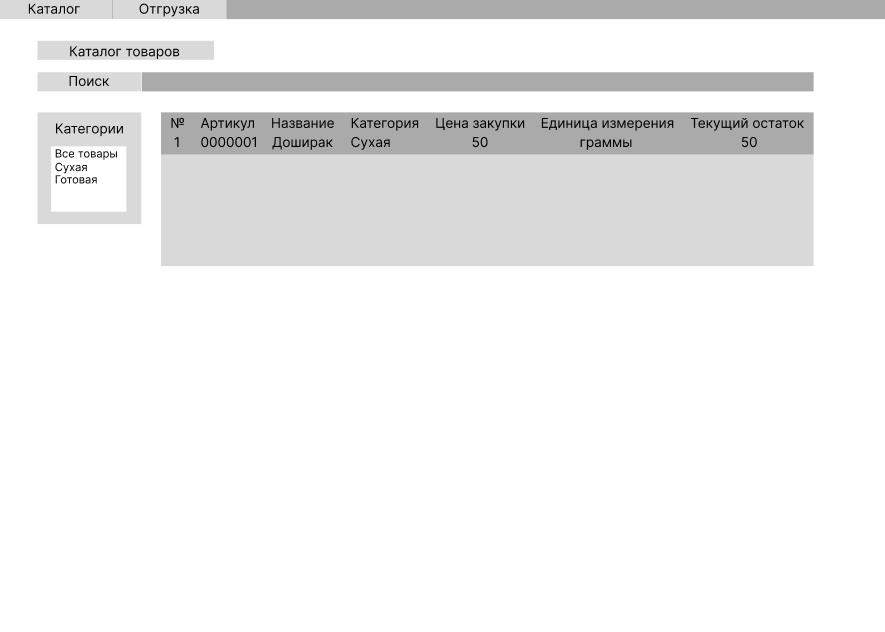 Каталог Отгрузка
Каталог товаров
Поиск
Категории
Все товары
Сухая
Готовая
№ Артикул Название Категория Цена закупки Единица измерения Текущий остаток
1 0000001 Доширак Сухая 50 граммы 50